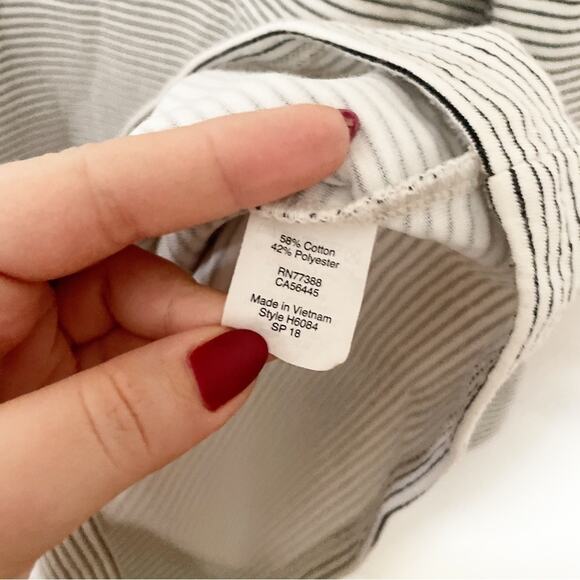 58% Cotton
42% Polyester
RN77388
CA56445
Made in Vietnam
Style H6084
SP 18